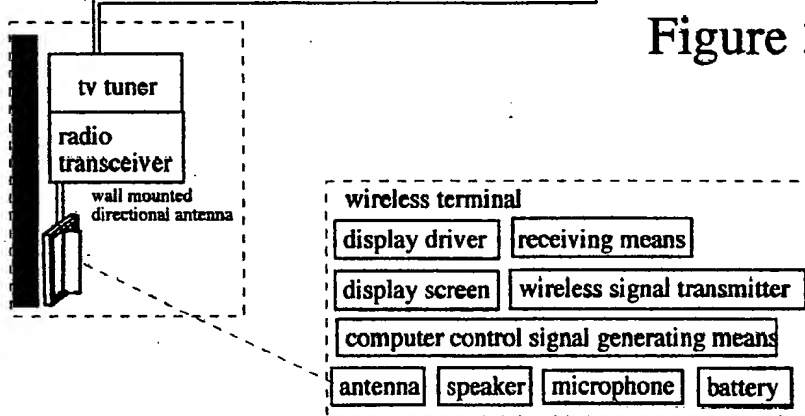 Figure
tv tuner
radio
transceiver
wall mounted
directional antenna
wireless terminal
display driver receiving means
display screen wireless signal transmitter
computer control signal generating means
antenna speaker microphone battery